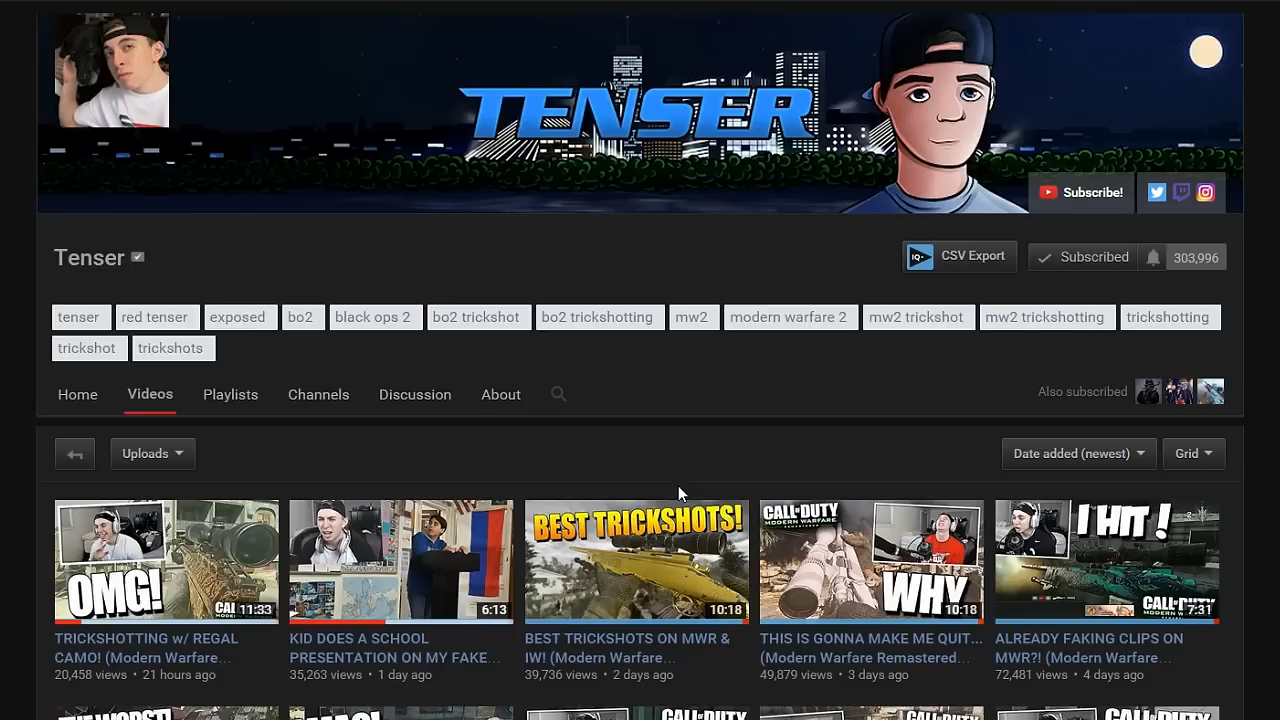 TENSER
Subscribe!
Tenser
IQ
CSV Export
Subscribed
303,996
tenser red tenser exposed bo2 black ops 2 bo2 trickshot bo2 trickshotting mw2 modern warfare 2 mw2 trickshot mw2 trickshotting trickshotting
trickshot trickshots
Home Videos Playlists Channels Discussion About
Also subscribed
Uploads
Date added (newest)
Grid
OMG!
11:33
6:13
BEST TRICKSHOTS!
10:18
CALL OF DUTY
MODERN WARFARE
WHY
10:18
I HIT!
7:31
TRICKSHOTTING w/ REGAL
CAMO! (Modern Warfare...
20,458 views • 21 hours ago
KID DOES A SCHOOL
PRESENTATION ON MY FAKE...
35,263 views • 1 day ago
BEST TRICKSHOTS ON MWR &
IW! (Modern Warfare...
39,736 views • 2 days ago
THIS IS GONNA MAKE ME QUIT...
(Modern Warfare Remastered...
49,879 views • 3 days ago
ALREADY FAKING CLIPS ON
MWR?! (Modern Warfare...
72,481 views • 4 days ago